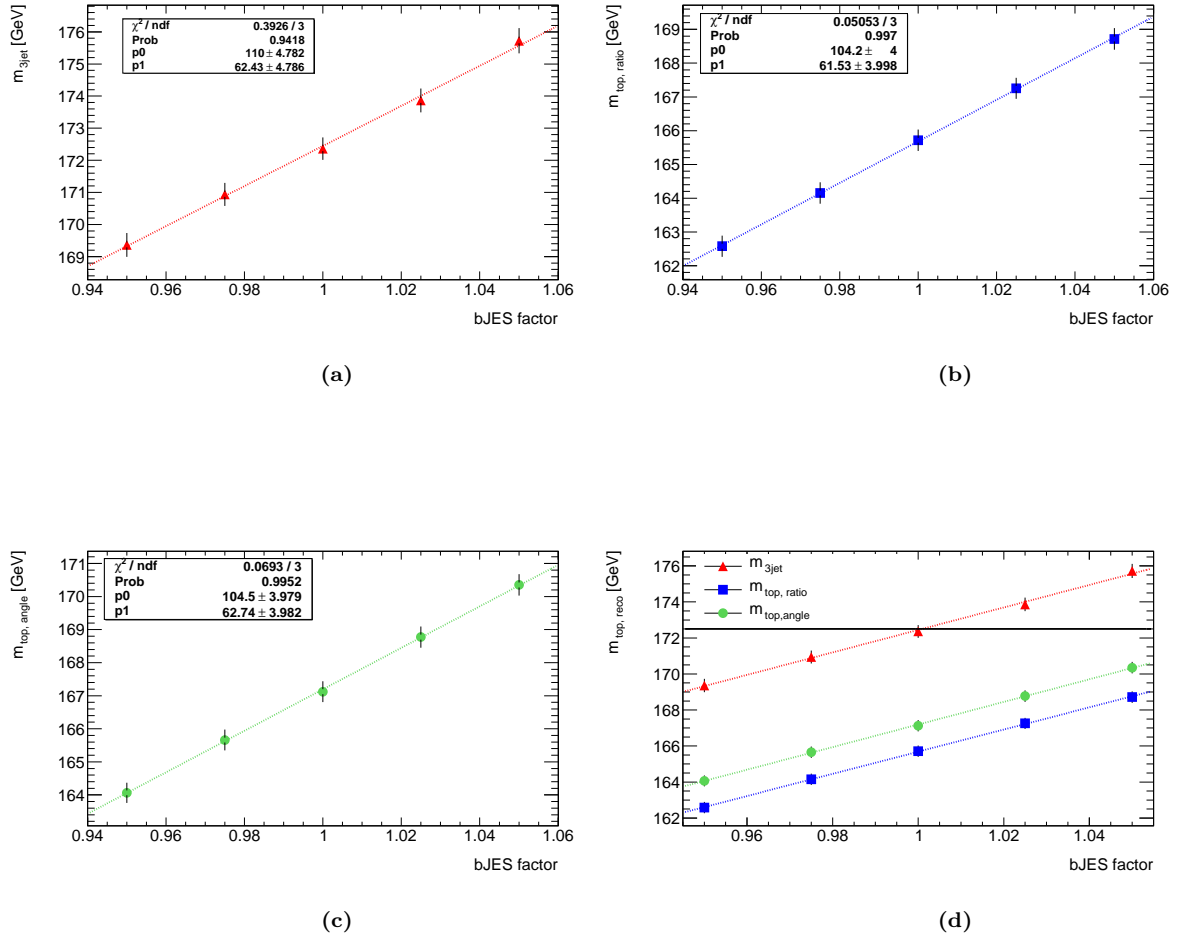 m 3jet [GeV]
χ² / ndf 0.3926 / 3
Prob 0.9418
p0 110 ± 4.782
p1 62.43 ± 4.786
176
175
174
173
172
171
170
169
0.94 0.96 0.98 1 1.02 1.04 1.06
bJES factor
(a)
m top, ratio [GeV]
χ² / ndf 0.05053 / 3
Prob 0.997
p0 104.2 ± 4
p1 61.53 ± 3.998
169
168
167
166
165
164
163
162
0.94 0.96 0.98 1 1.02 1.04 1.06
bJES factor
(b)
m top, angle [GeV]
χ² / ndf 0.0693 / 3
Prob 0.9952
p0 104.5 ± 3.979
p1 62.74 ± 3.982
171
170
169
168
167
166
165
164
0.94 0.96 0.98 1 1.02 1.04 1.06
bJES factor
(c)
m top, reco [GeV]
m 3jet
m top, ratio
m top,angle
176
174
172
170
168
166
164
162
0.96 0.98 1 1.02 1.04
bJES factor
(d)